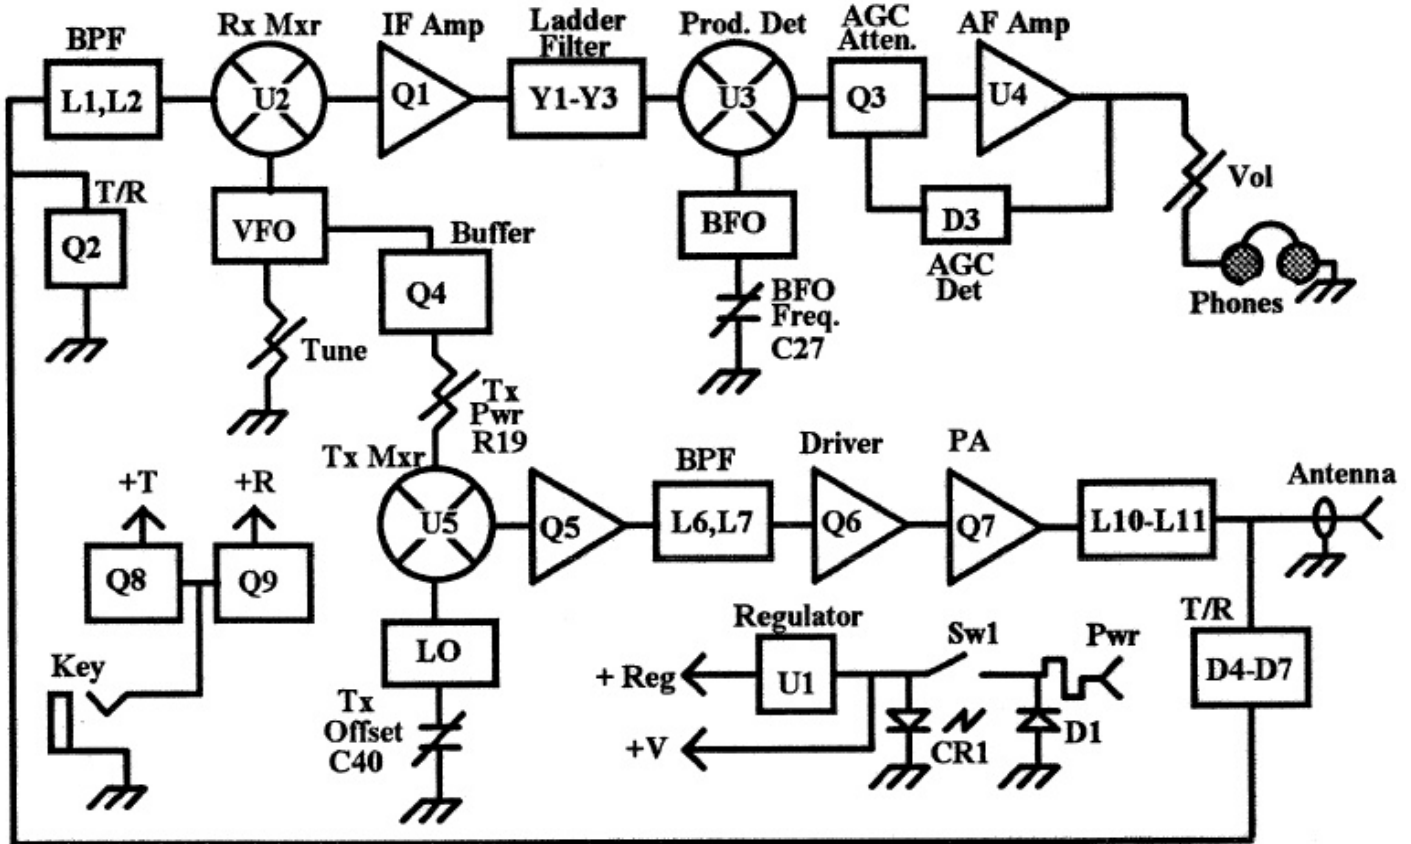 BPF
L1,L2
Rx Mxr
U2
IF Amp
Q1
Ladder
Filter
Y1-Y3
Prod. Det
U3
AGC
Atten.
Q3
AF Amp
U4
T/R
Q2
VFO
Buffer
Q4
BFO
D3
AGC
Det
Vol
Phones
Tune
BFO
Freq.
C27
Tx
Pwr
R19
Tx Mxr
U5
Q5
BPF
L6,L7
Driver
Q6
PA
Q7
L10-L11
Antenna
+T
+R
Q8
Q9
Key
LO
Tx
Offset
C40
Regulator
U1
+ Reg
+V
Sw1
CR1
D1
Pwr
T/R
D4-D7